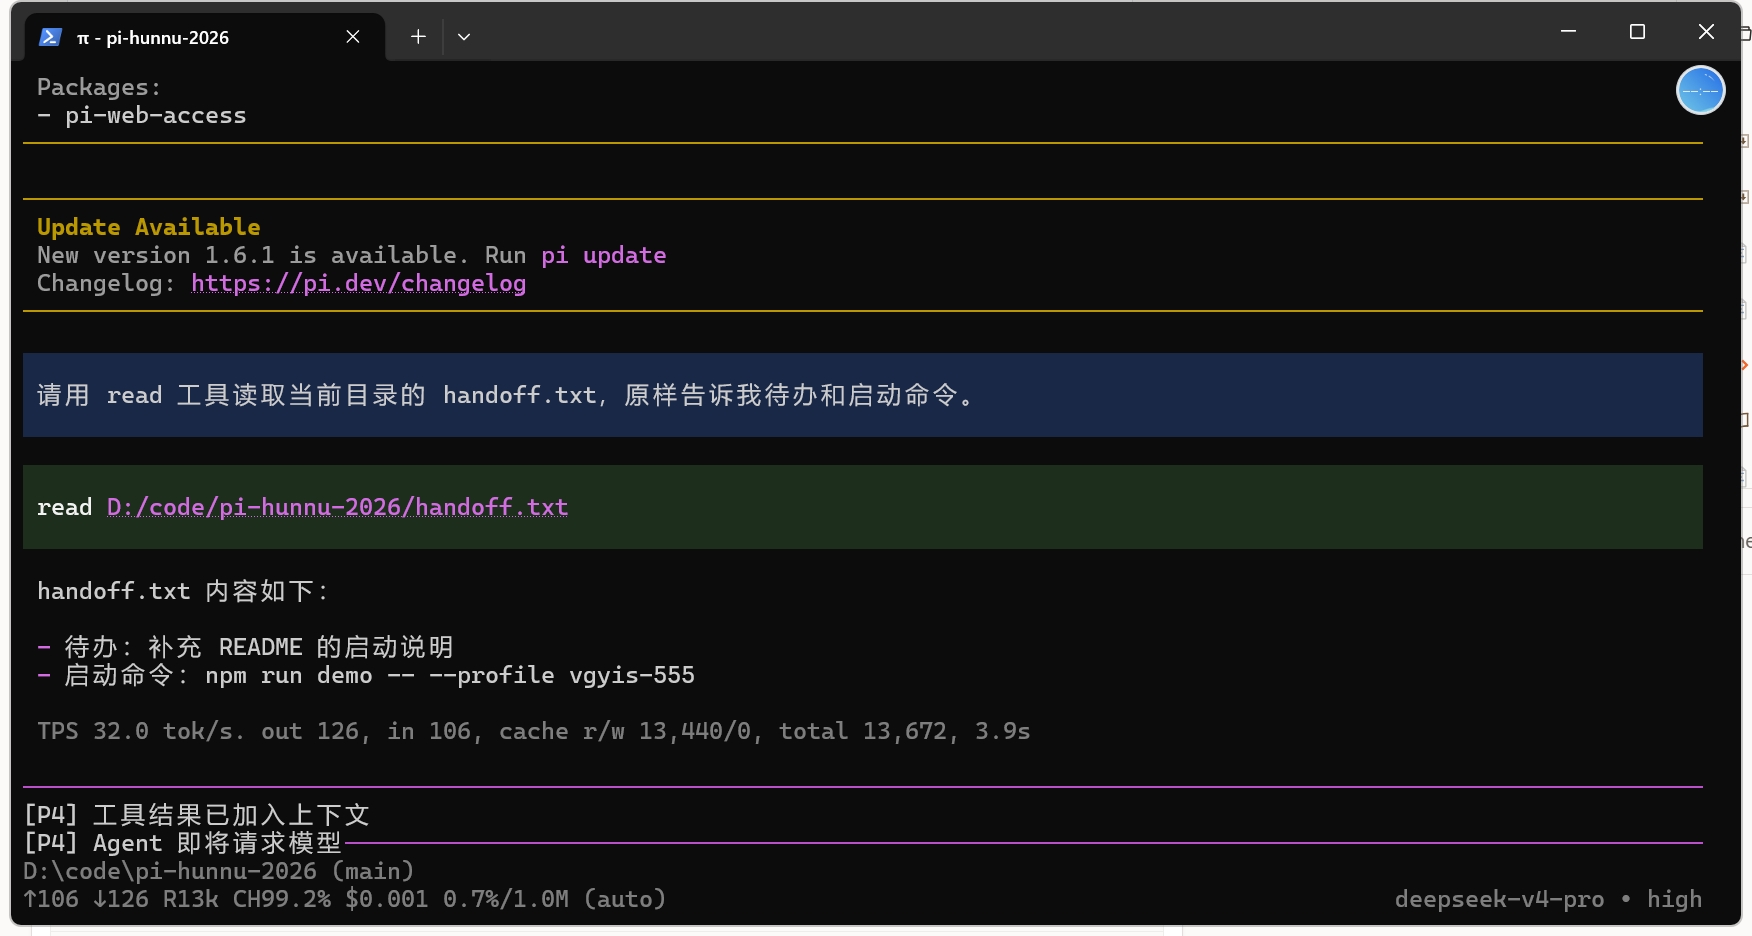 π - pi-hunnu-2026
Packages:
- pi-web-access
Update Available
New version 1.6.1 is available. Run pi update
Changelog: https://pi.dev/changelog
请用 read 工具读取当前目录的 handoff.txt，原样告诉我待办和启动命令。
read D:/code/pi-hunnu-2026/handoff.txt
handoff.txt 内容如下：
- 待办：补充 README 的启动说明
- 启动命令：npm run demo -- --profile vgyis-555
TPS 32.0 tok/s. out 126, in 106, cache r/w 13,440/0, total 13,672, 3.9s
[P4] 工具结果已加入上下文
[P4] Agent 即将请求模型
D:\code\pi-hunnu-2026 (main)
↑106 ↓126 R13k CH99.2% $0.001 0.7%/1.0M (auto) deepseek-v4-pro • high